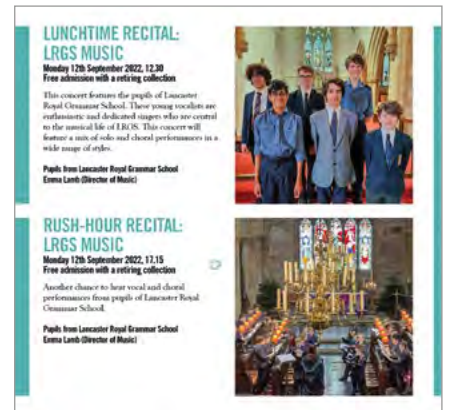 LUNCHTIME RECITAL:
LRGS MUSIC
Monday 12th September 2022, 12.30
Free admission with a retiring collection
This concert features the pupils of Lancaster
Royal Grammar School. These young vocalists are
enthusiastic and dedicated singers who are central
to the musical life of LRGS. This concert will
feature a mix of solo and choral performances in a
wide range of styles.
Pupils from Lancaster Royal Grammar School
Emma Lamb (Director of Music)
RUSH-HOUR RECITAL:
LRGS MUSIC
Monday 12th September 2022, 17.15
Free admission with a retiring collection
Another chance to hear vocal and choral
performances from pupils of Lancaster Royal
Grammar School.
Pupils from Lancaster Royal Grammar School
Emma Lamb (Director of Music)